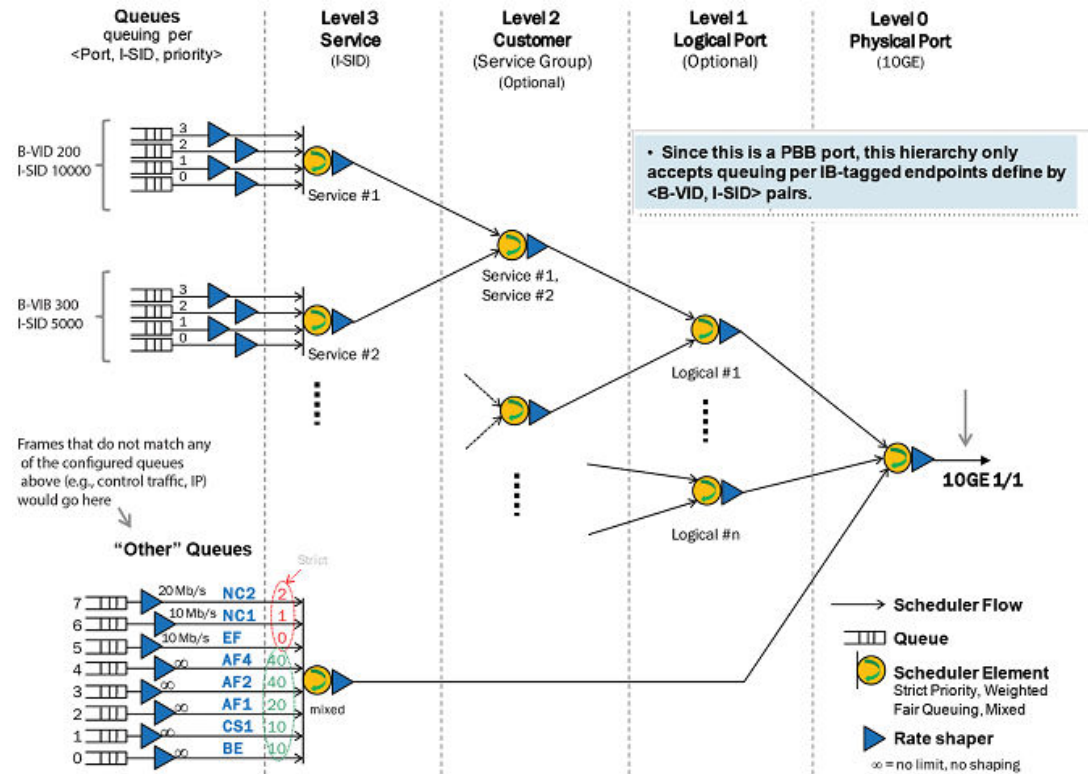 Queues
queuing per
<Port, I-SID, priority>
Level 3
Service
(I-SID)
Level 2
Customer
(Service Group)
(Optional)
Level 1
Logical Port
(Optional)
Level 0
Physical Port
(10GE)
• Since this is a PBB port, this hierarchy only
accepts queuing per IB-tagged endpoints define by
<B-VID, I-SID> pairs.
B-VID 200
I-SID 10000
3
2
1
0
Service #1
Service #1,
Service #2
B-VIB 300
I-SID 5000
3
2
1
0
Service #2
Logical #1
Logical #n
10GE 1/1
Frames that do not match any
of the configured queues
above (e.g., control traffic, IP)
would go here
"Other" Queues
Strict
7 20 Mb/s NC2 2
6 10 Mb/s NC1 1
5 10 Mb/s EF 0
4 ∞ AF4 40
3 ∞ AF2 40
2 ∞ AF1 20
1 ∞ CS1 10
0 ∞ BE 10
mixed
Scheduler Flow
Queue
Scheduler Element
Strict Priority, Weighted
Fair Queuing, Mixed
Rate shaper
∞ = no limit, no shaping